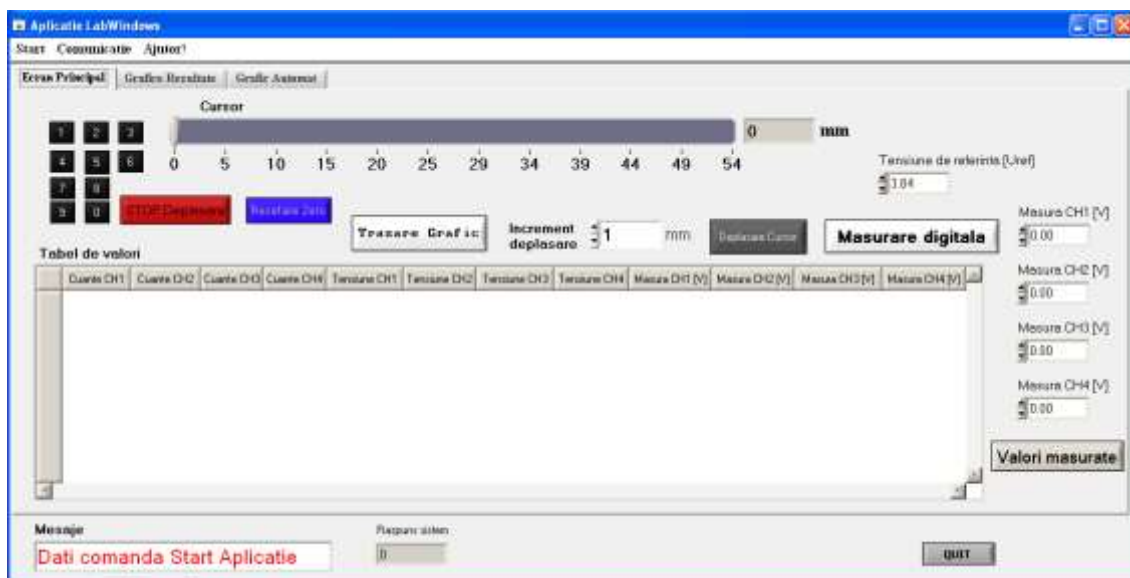 Aplicatie LabWindows
Start Comunicatie Ajutor!
Ecran Principal Grafice Rezultate Grafic Automat
Cursor
1 2 3
0 mm
4 5 6
0 5 10 15 20 25 29 34 39 44 49 54
Tensiune de referinta [Uref]
3.84
7 8
9 0
STOP Deplasare Resetare Zero
Trasare Grafic
Increment deplasare 1 mm
Deplasare Cursor
Masurare digitala
Masura CH1 [V]
0.00
Tabel de valori
Cuante CH1 Cuante CH2 Cuante CH3 Cuante CH4 Tensiune CH1 Tensiune CH2 Tensiune CH3 Tensiune CH4 Masura CH1 [V] Masura CH2 [V] Masura CH3 [V] Masura CH4 [V]
Masura CH2 [V]
0.00
Masura CH3 [V]
0.00
Masura CH4 [V]
0.00
Valori masurate
Mesaje
Dati comanda Start Aplicatie
Raspuns sistem
0
QUIT